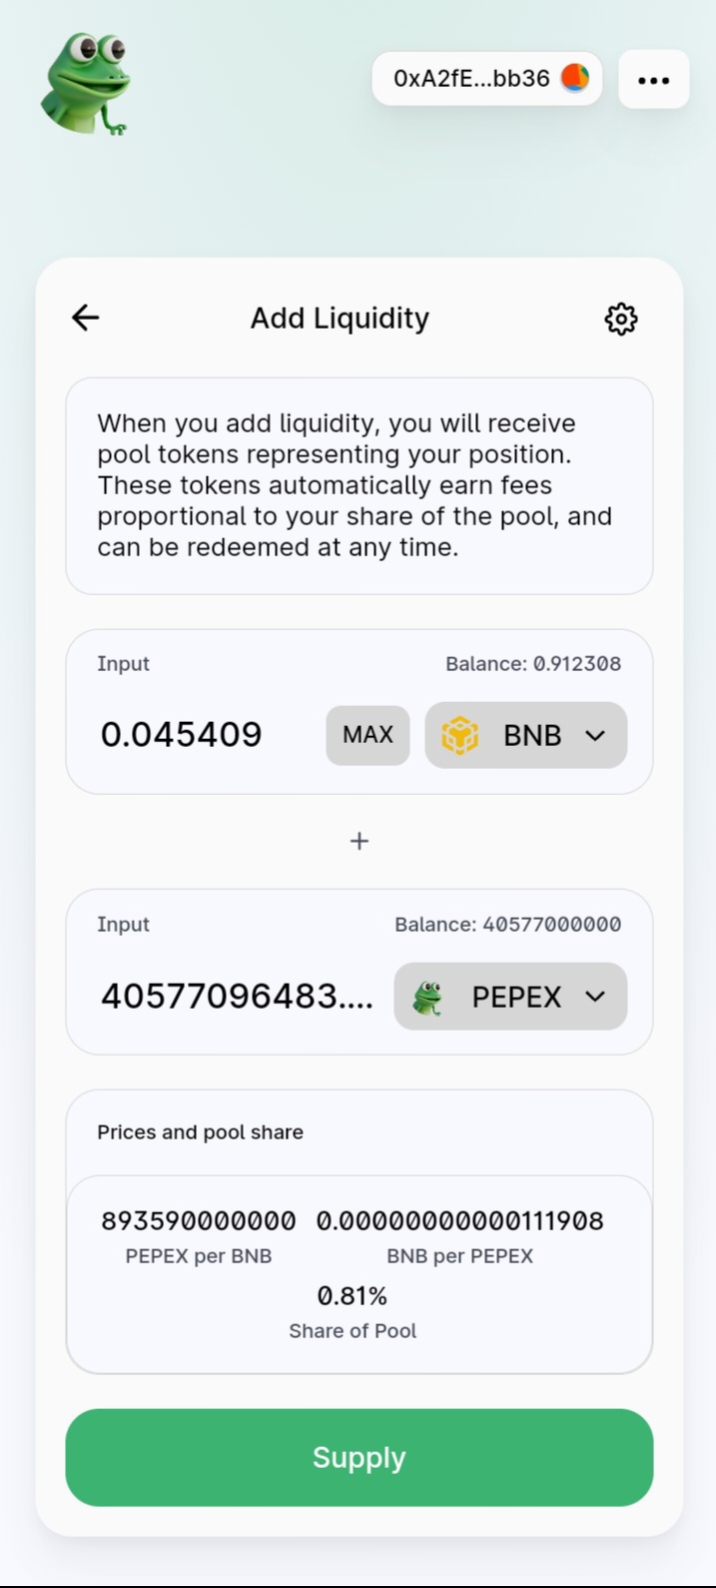 0xA2fE...bb36
Add Liquidity
When you add liquidity, you will receive
pool tokens representing your position.
These tokens automatically earn fees
proportional to your share of the pool, and
can be redeemed at any time.
Input
Balance: 0.912308
0.045409
MAX
BNB
+
Input
Balance: 40577000000
40577096483....
PEPEX
Prices and pool share
893590000000
0.00000000000111908
PEPEX per BNB
BNB per PEPEX
0.81%
Share of Pool
Supply